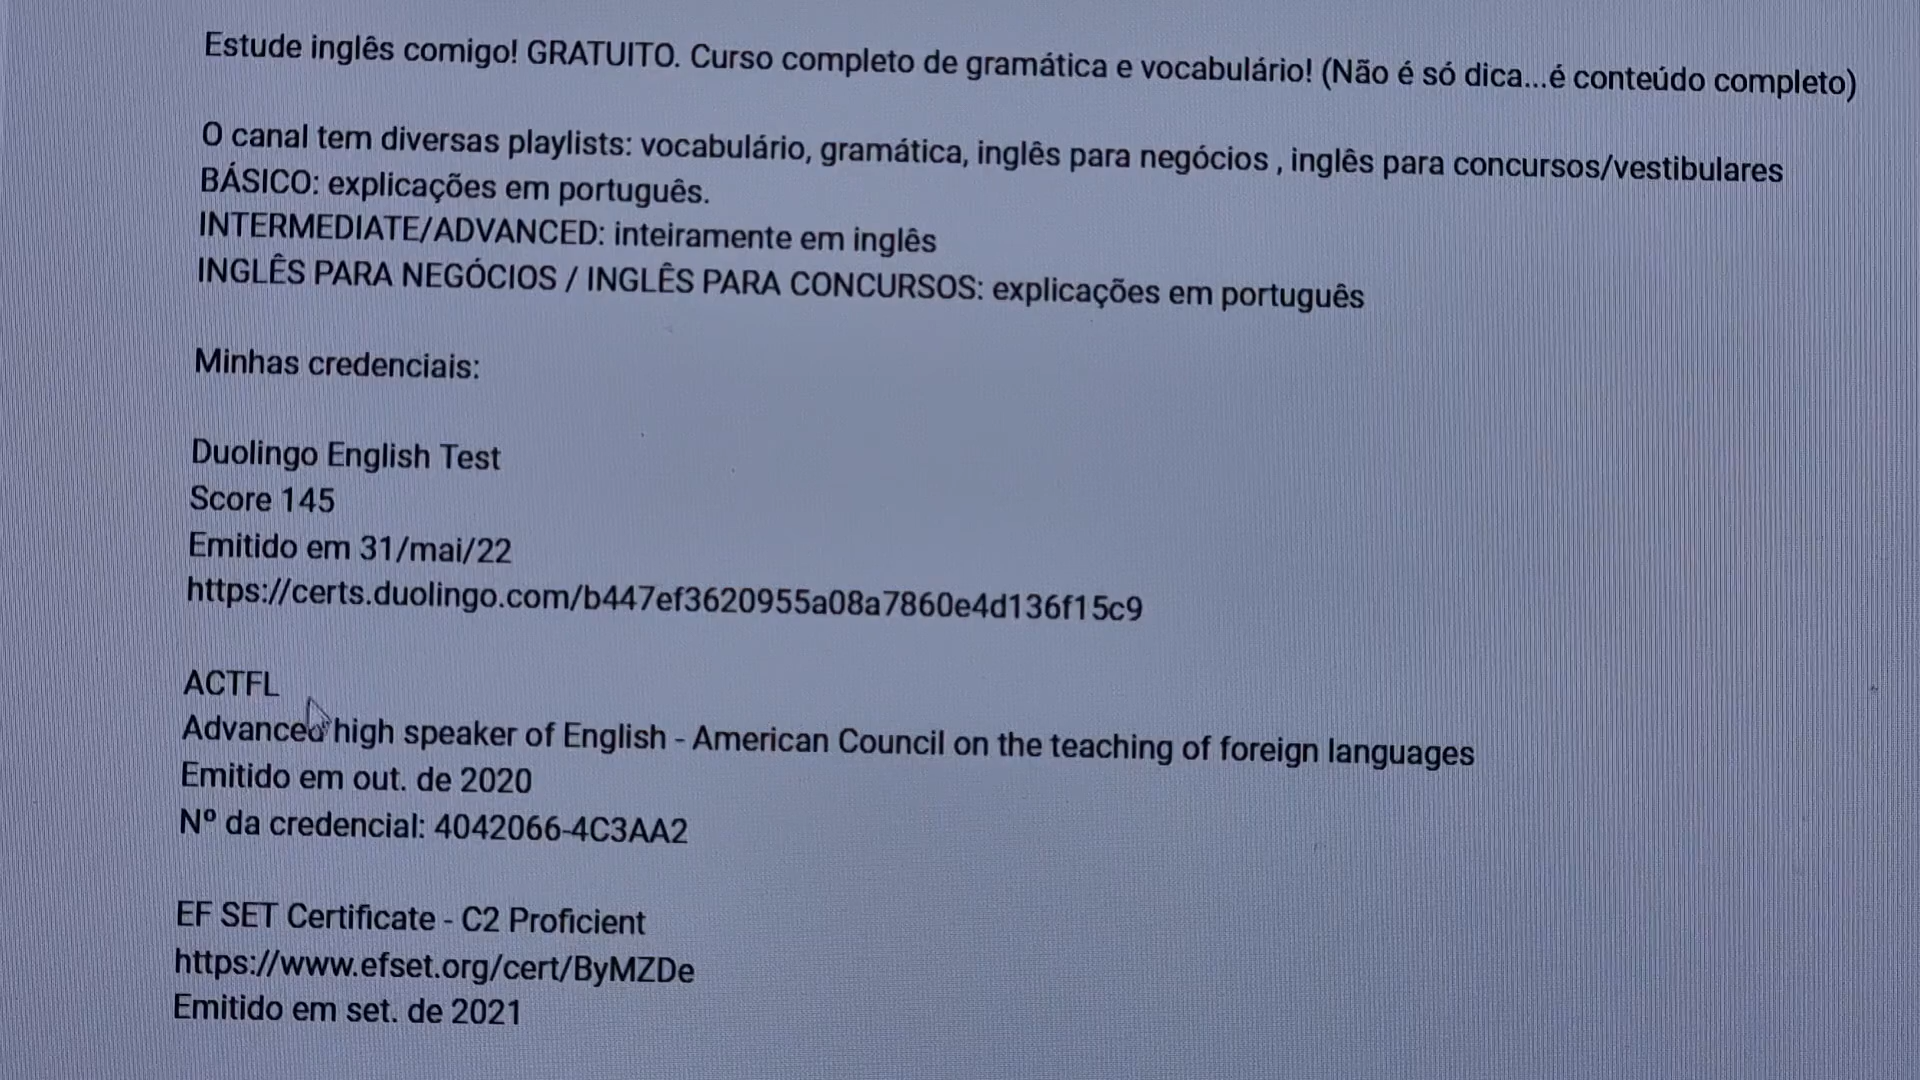 Estude inglês comigo! GRATUITO. Curso completo de gramática e vocabulário! (Não é só dica...é conteúdo completo)
O canal tem diversas playlists: vocabulário, gramática, inglês para negócios , inglês para concursos/vestibulares
BÁSICO: explicações em português.
INTERMEDIATE/ADVANCED: inteiramente em inglês
INGLÊS PARA NEGÓCIOS / INGLÊS PARA CONCURSOS: explicações em português
Minhas credenciais:
Duolingo English Test
Score 145
Emitido em 31/mai/22
https://certs.duolingo.com/b447ef3620955a08a7860e4d136f15c9
ACTFL
Advanced high speaker of English - American Council on the teaching of foreign languages
Emitido em out. de 2020
Nº da credencial: 4042066-4C3AA2
EF SET Certificate - C2 Proficient
https://www.efset.org/cert/ByMZDe
Emitido em set. de 2021